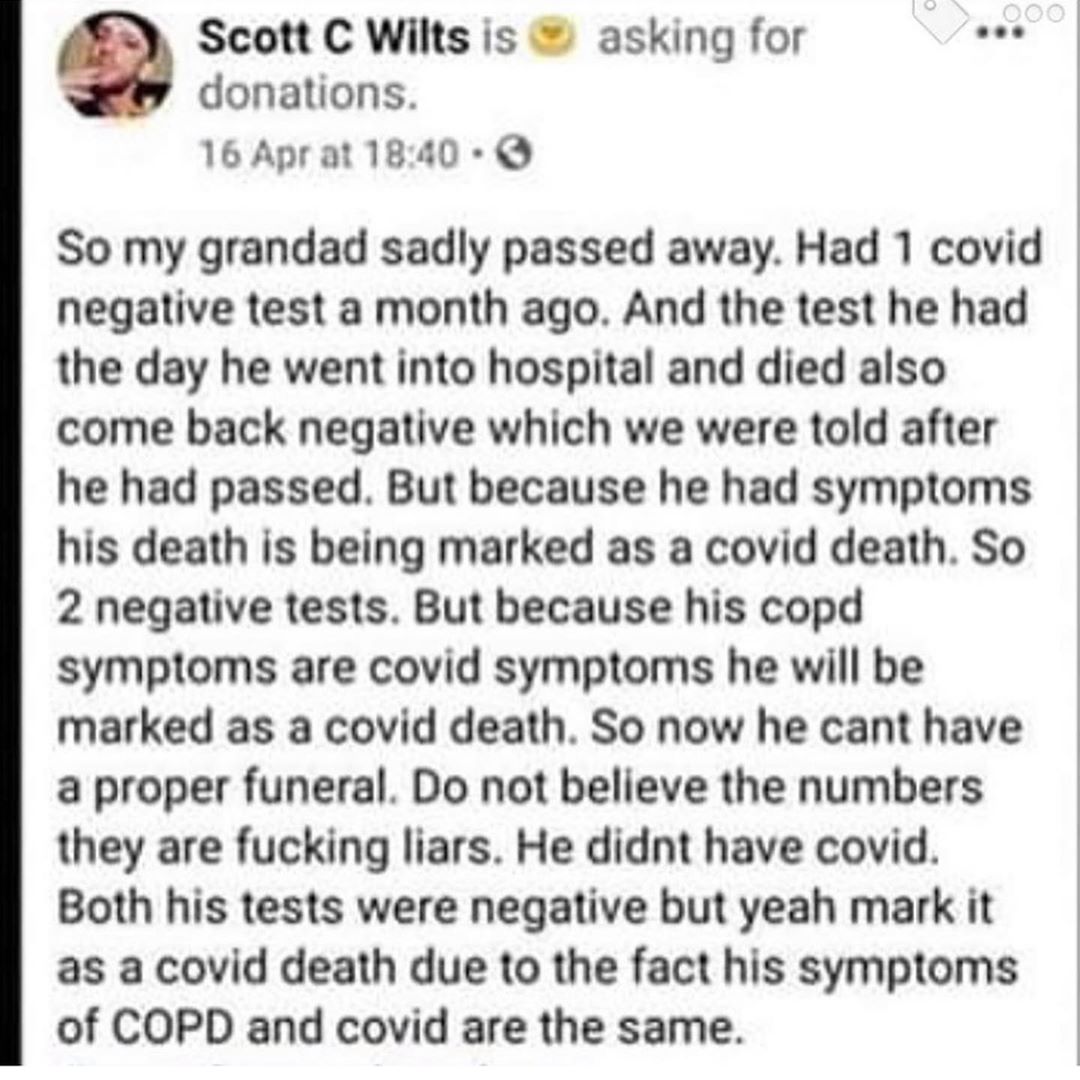 Scott C Wilts is asking for
donations.
16 Apr at 18:40 ·
So my grandad sadly passed away. Had 1 covid
negative test a month ago. And the test he had
the day he went into hospital and died also
come back negative which we were told after
he had passed. But because he had symptoms
his death is being marked as a covid death. So
2 negative tests. But because his copd
symptoms are covid symptoms he will be
marked as a covid death. So now he cant have
a proper funeral. Do not believe the numbers
they are fucking liars. He didnt have covid.
Both his tests were negative but yeah mark it
as a covid death due to the fact his symptoms
of COPD and covid are the same.